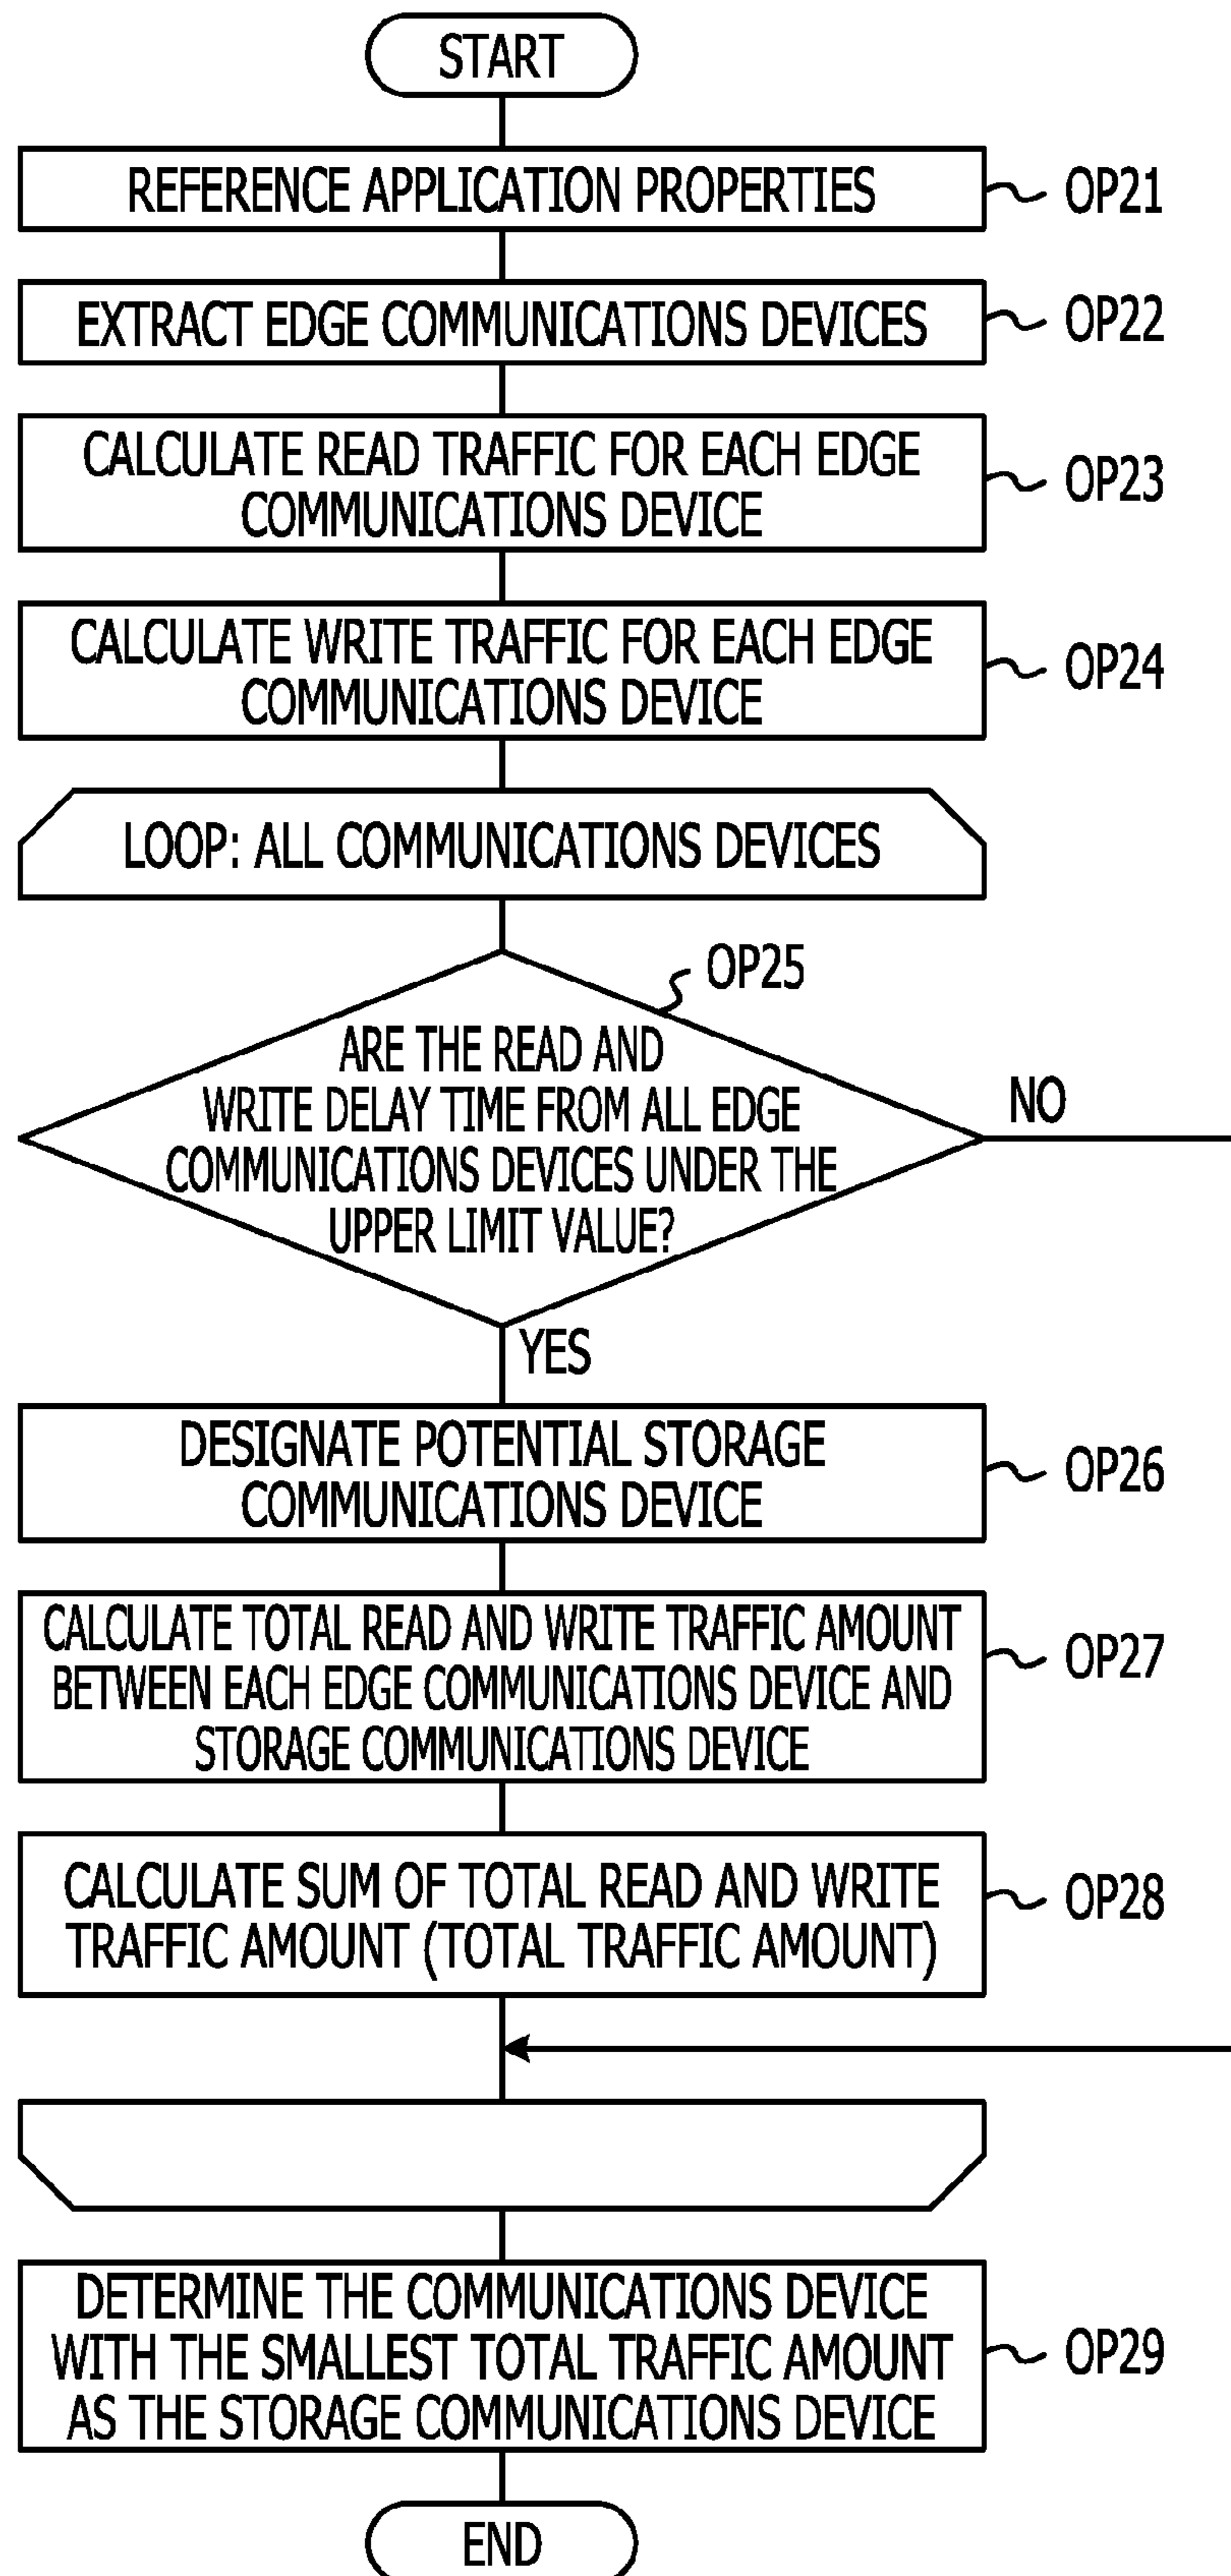 START
REFERENCE APPLICATION PROPERTIES
OP21
EXTRACT EDGE COMMUNICATIONS DEVICES
OP22
CALCULATE READ TRAFFIC FOR EACH EDGE
COMMUNICATIONS DEVICE
OP23
CALCULATE WRITE TRAFFIC FOR EACH EDGE
COMMUNICATIONS DEVICE
OP24
LOOP: ALL COMMUNICATIONS DEVICES
OP25
ARE THE READ AND
WRITE DELAY TIME FROM ALL EDGE
COMMUNICATIONS DEVICES UNDER THE
UPPER LIMIT VALUE?
NO
YES
DESIGNATE POTENTIAL STORAGE
COMMUNICATIONS DEVICE
OP26
CALCULATE TOTAL READ AND WRITE TRAFFIC AMOUNT
BETWEEN EACH EDGE COMMUNICATIONS DEVICE AND
STORAGE COMMUNICATIONS DEVICE
OP27
CALCULATE SUM OF TOTAL READ AND WRITE
TRAFFIC AMOUNT (TOTAL TRAFFIC AMOUNT)
OP28
DETERMINE THE COMMUNICATIONS DEVICE
WITH THE SMALLEST TOTAL TRAFFIC AMOUNT
AS THE STORAGE COMMUNICATIONS DEVICE
OP29
END